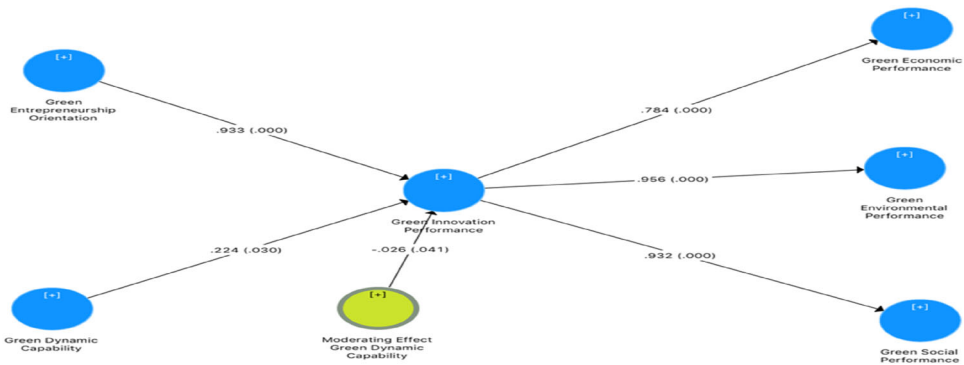 [+]
Green Economic
Performance
[+]
Green
Entrepreneurship
Orientation
.784 (.000)
.933 (.000)
[+]
Green
Environmental
Performance
[+]
.956 (.000)
Green Innovation
Performance
.224 (.030)
-.026 (.041)
.932 (.000)
[+]
Green Dynamic
Capability
[+]
Moderating Effect
Green Dynamic
Capability
[+]
Green Social
Performance